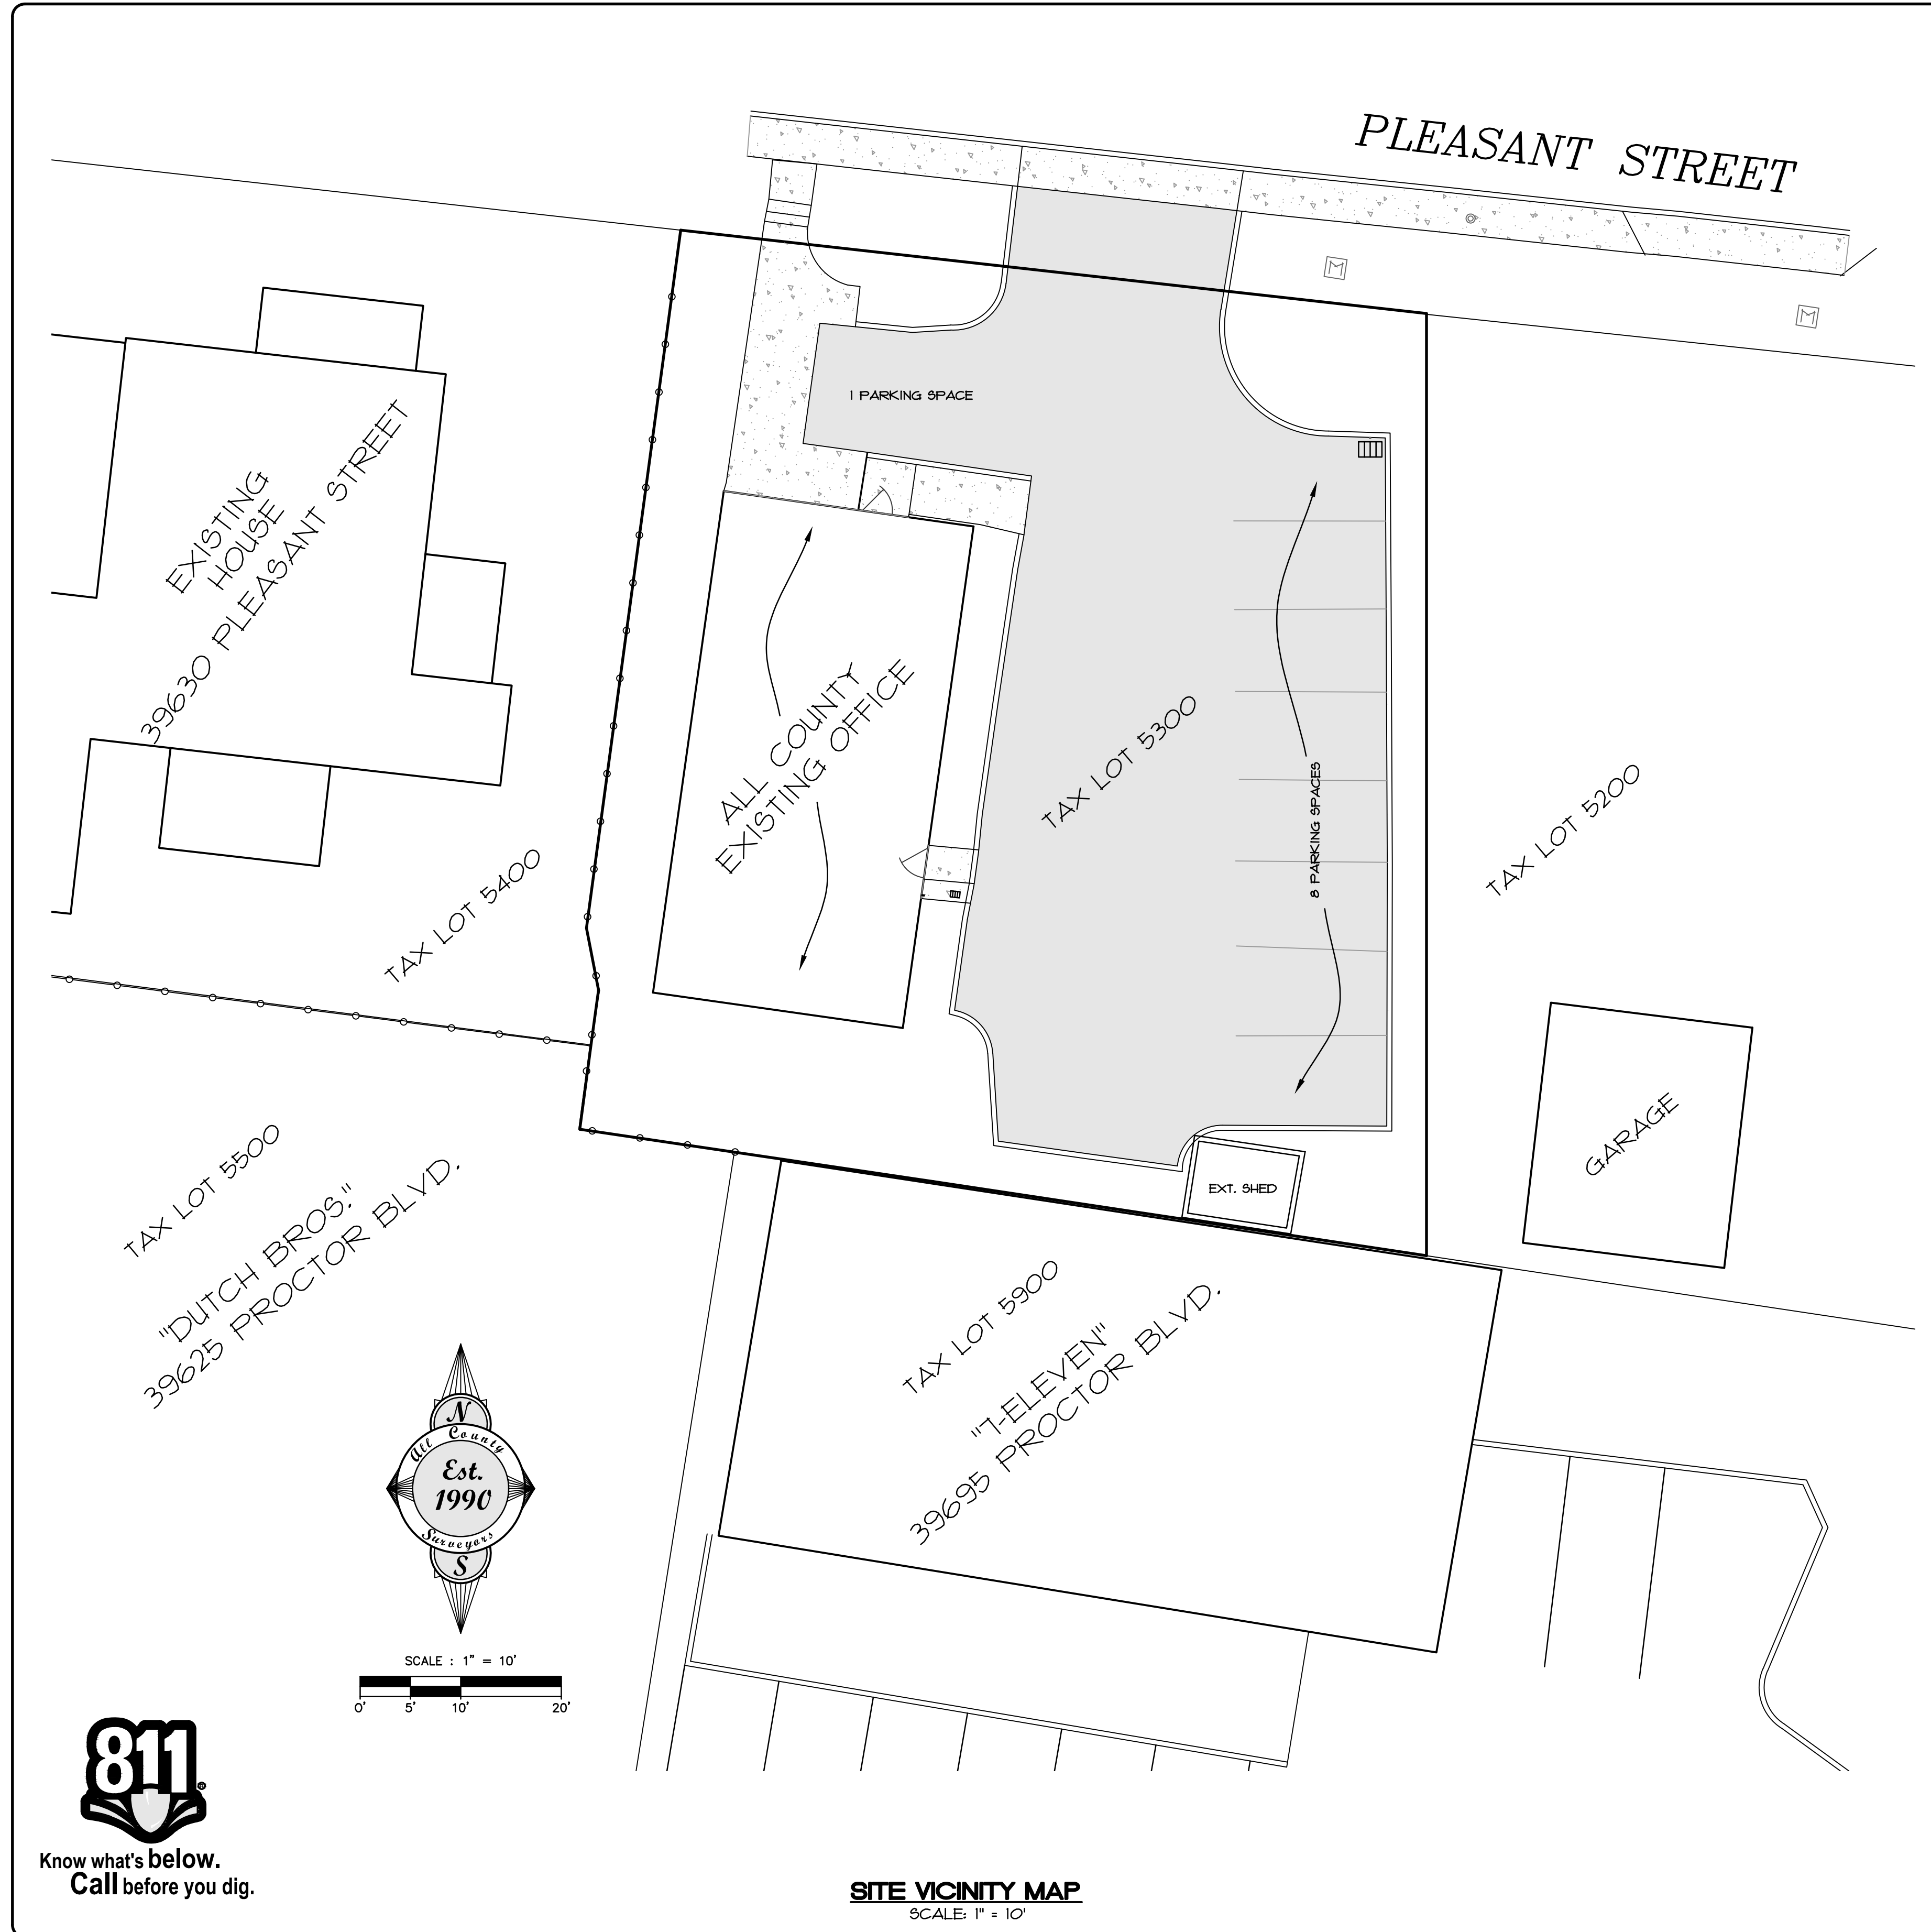 PLEASANT STREET
1 PARKING SPACE
EXISTING
HOUSE
39630 PLEASANT STREET
ALL COUNTY
EXISTING OFFICE
TAX LOT 5300
8 PARKING SPACES
TAX LOT 5200
TAX LOT 5400
GARAGE
EXT. SHED
TAX LOT 5500
"DUTCH BROS."
39625 PROCTOR BLVD.
TAX LOT 5900
"7-ELEVEN"
39695 PROCTOR BLVD.
N
All County
Est.
1990
Surveyors
S
SCALE : 1" = 10'
0' 5' 10' 20'
811®
Know what's below.
Call before you dig.
SITE VICINITY MAP
SCALE: 1" = 10'